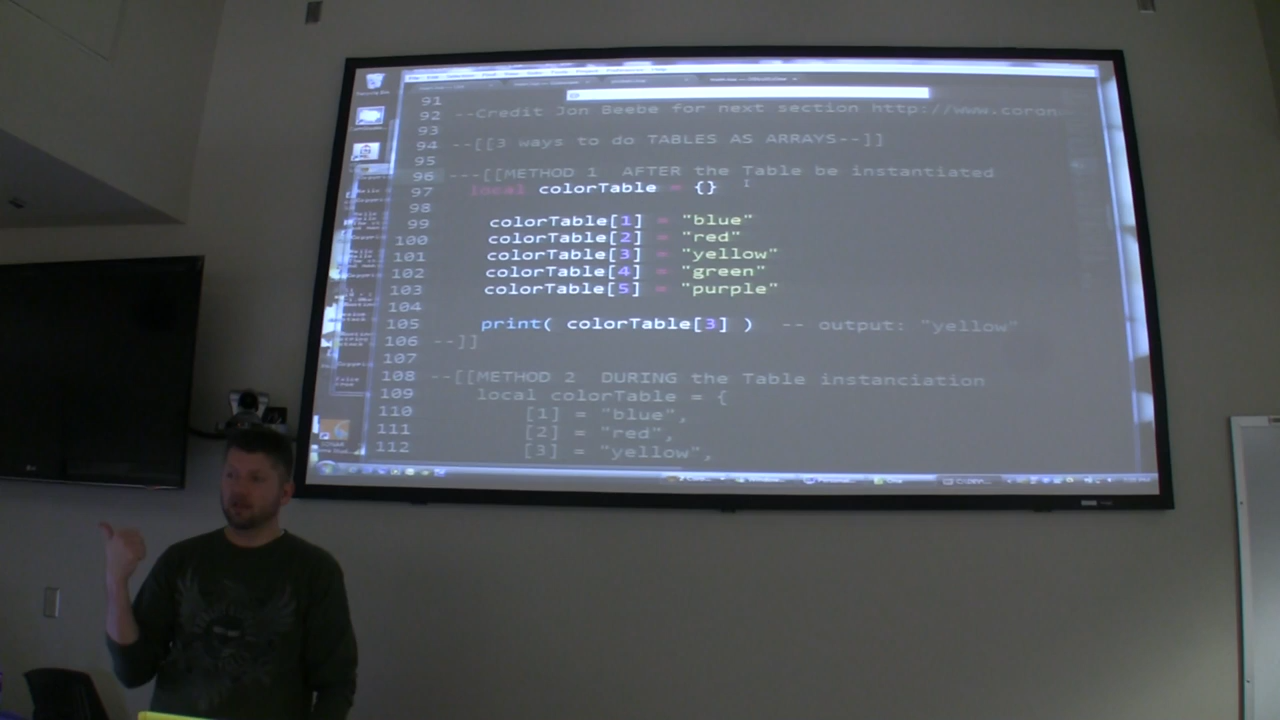 91
92 --Credit Jon Beebe for next section http://www.coron
93
94 --[[3 ways to do TABLES AS ARRAYS--]]
95
96 ---[[METHOD 1 AFTER the Table be instantiated
97 local colorTable = {}
98
99 colorTable[1] = "blue"
100 colorTable[2] = "red"
101 colorTable[3] = "yellow"
102 colorTable[4] = "green"
103 colorTable[5] = "purple"
104
105 print( colorTable[3] ) -- output: "yellow"
106 --]]
107
108 --[[METHOD 2 DURING the Table instanciation
109 local colorTable = {
110 [1] = "blue",
111 [2] = "red",
112 [3] = "yellow",